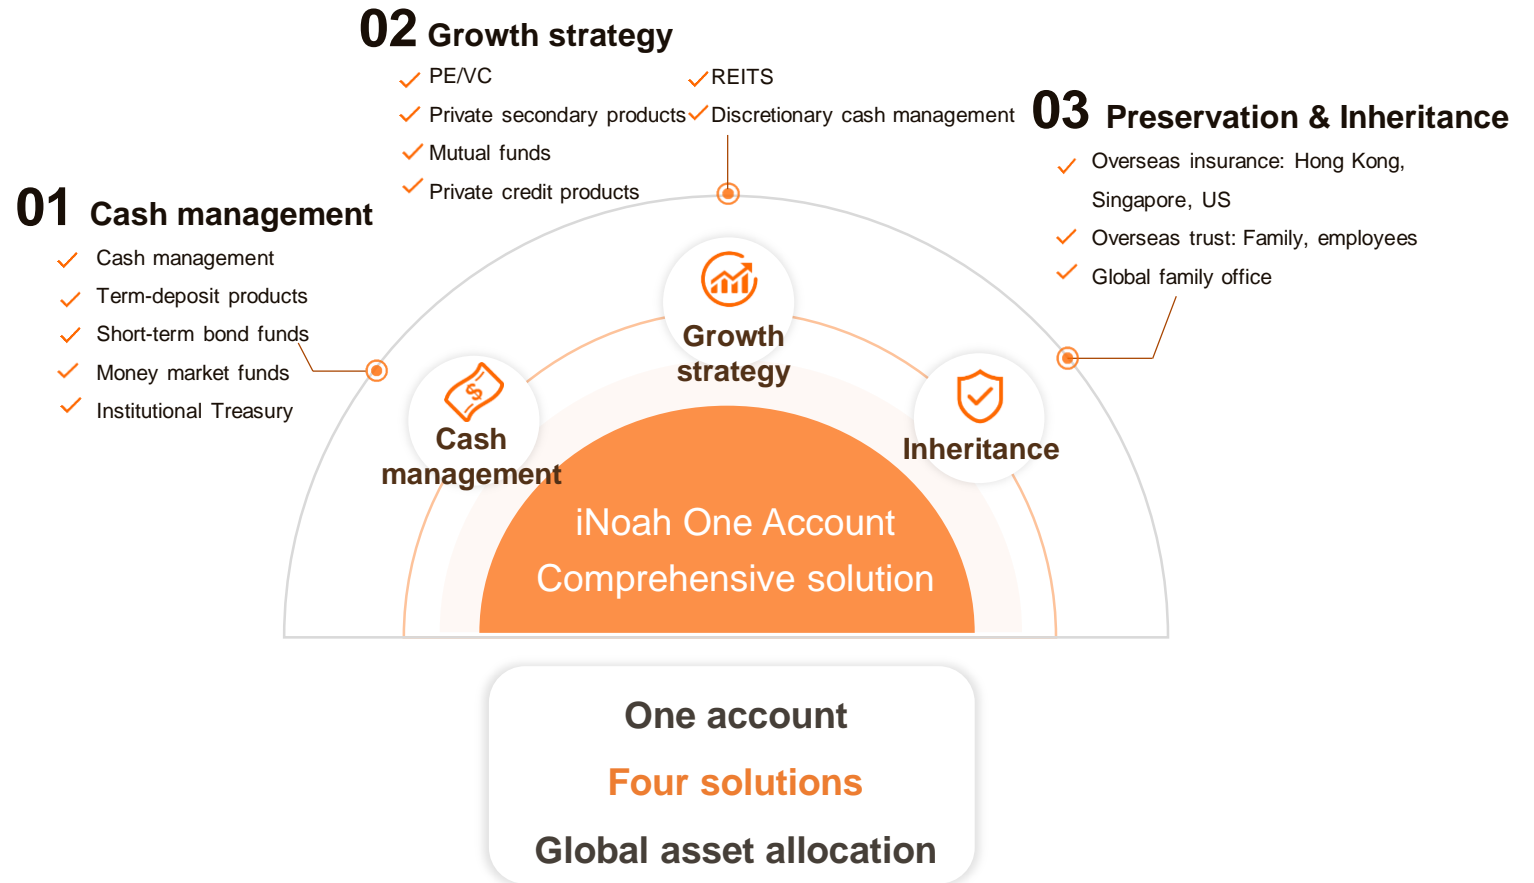 02 Growth strategy
PE/VC
Private secondary products
Mutual funds
Private credit products
REITS
Discretionary cash management
03 Preservation & Inheritance
Overseas insurance: Hong Kong,
Singapore, US
Overseas trust: Family, employees
Global family office
01 Cash management
Cash management
Term-deposit products
Short-term bond funds
Money market funds
Institutional Treasury
Growth
strategy
Cash
management
Inheritance
iNoah One Account
Comprehensive solution
One account
Four solutions
Global asset allocation